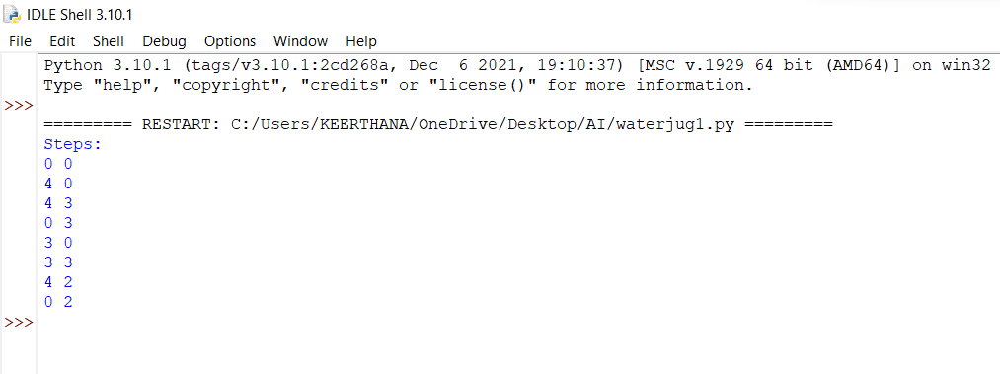 IDLE Shell 3.10.1
File Edit Shell Debug Options Window Help
Python 3.10.1 (tags/v3.10.1:2cd268a, Dec  6 2021, 19:10:37) [MSC v.1929 64 bit (AMD64)] on win32
Type "help", "copyright", "credits" or "license()" for more information.
>>>
========= RESTART: C:/Users/KEERTHANA/OneDrive/Desktop/AI/waterjug1.py =========
Steps:
0 0
4 0
4 3
0 3
3 0
3 3
4 2
0 2
>>>